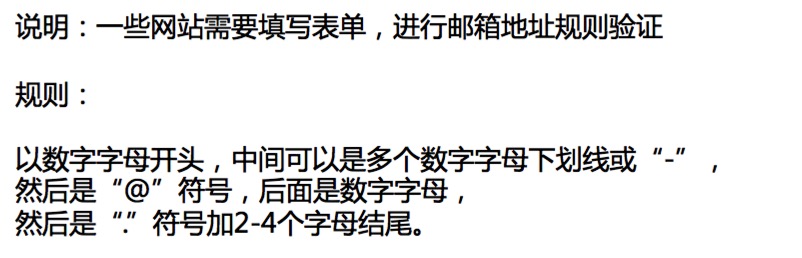 说明：一些网站需要填写表单，进行邮箱地址规则验证
规则：
以数字字母开头，中间可以是多个数字字母下划线或“-”，
然后是“@”符号，后面是数字字母，
然后是“.”符号加2-4个字母结尾。